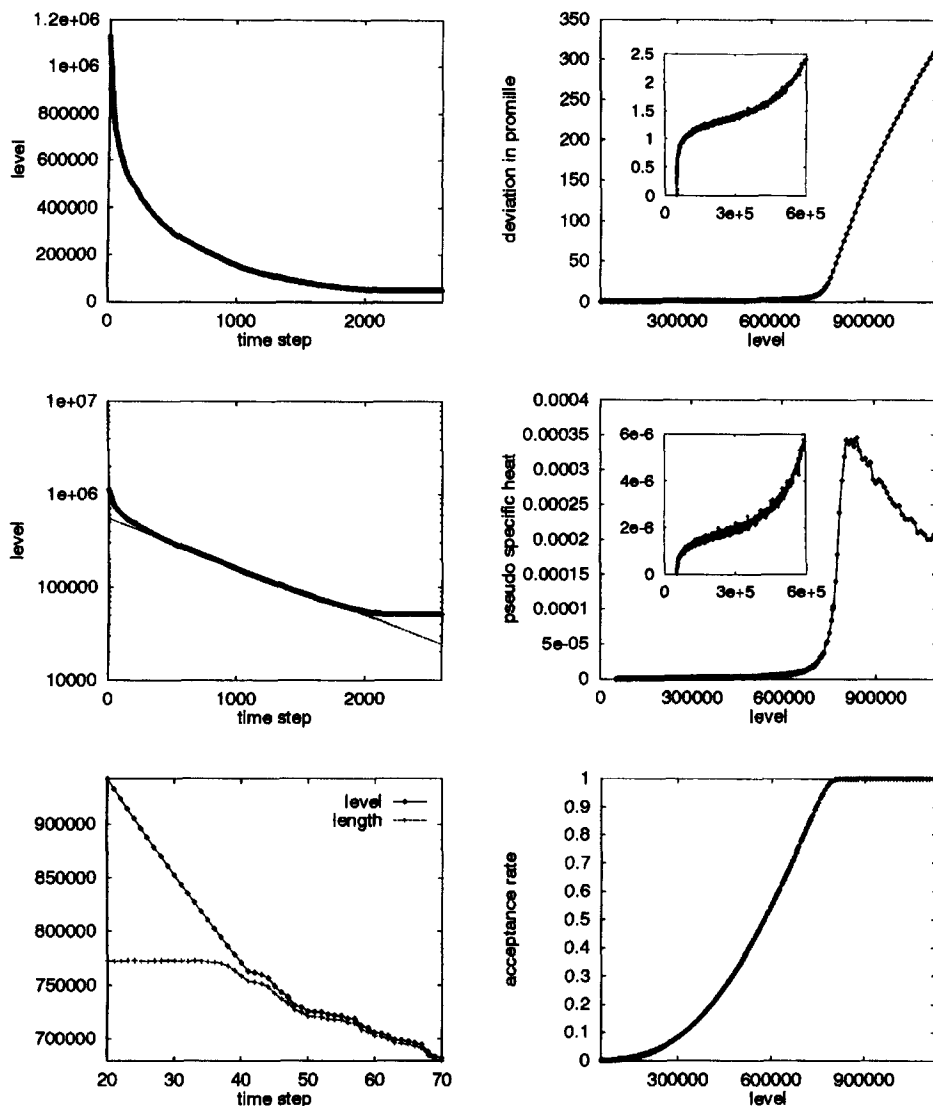 1.2e+06
1e+06
800000
600000
400000
200000
0
level
0
1000
2000
time step
350
300
250
200
150
100
50
0
deviation in promille
2.5
2
1.5
1
0.5
0
0
3e+5
6e+5
300000
600000
900000
level
1e+07
1e+06
100000
10000
level
0
1000
2000
time step
0.0004
0.00035
0.0003
0.00025
0.0002
0.00015
0.0001
5e-05
0
pseudo specific heat
6e-6
4e-6
2e-6
0
0
3e+5
6e+5
0
300000
600000
900000
level
900000
850000
800000
750000
700000
level
length
20
30
40
50
60
70
time step
1
0.9
0.8
0.7
0.6
0.5
0.4
0.3
0.2
0.1
0
acceptance rate
300000
600000
900000
level